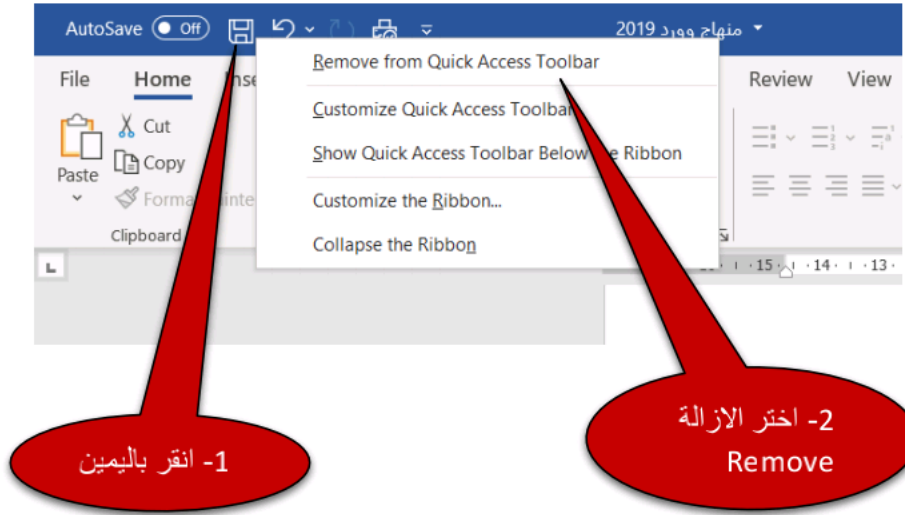 AutoSave Off منهاج وورد 2019
File Home Review View
Remove from Quick Access Toolbar
Customize Quick Access Toolbar
Show Quick Access Toolbar Below the Ribbon
Customize the Ribbon...
Collapse the Ribbon
Paste
Cut
Copy
Clipboard
15 14 13
1- انقر باليمين
2- اختر الازالة
Remove